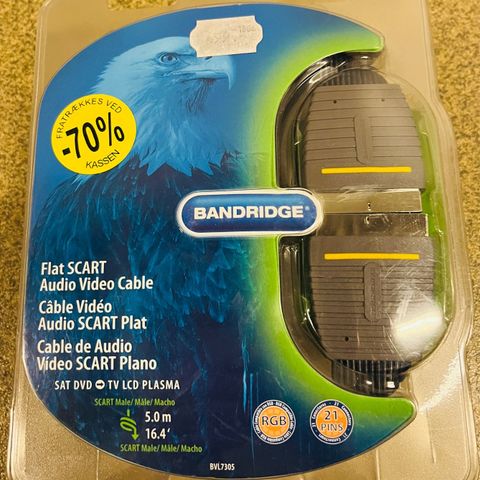 FRATRÆKKES VED
-70%
KASSEN
BANDRIDGE®
Flat SCART
Audio Video Cable
Câble Vidéo
Audio SCART Plat
Cable de Audio
Vídeo SCART Plano
SAT DVD TV LCD PLASMA
SCART Male/ Mâle/ Macho
5.0 m
16.4'
SCART Male/ Mâle/ Macho
RGB
21
PINS
BVL7305